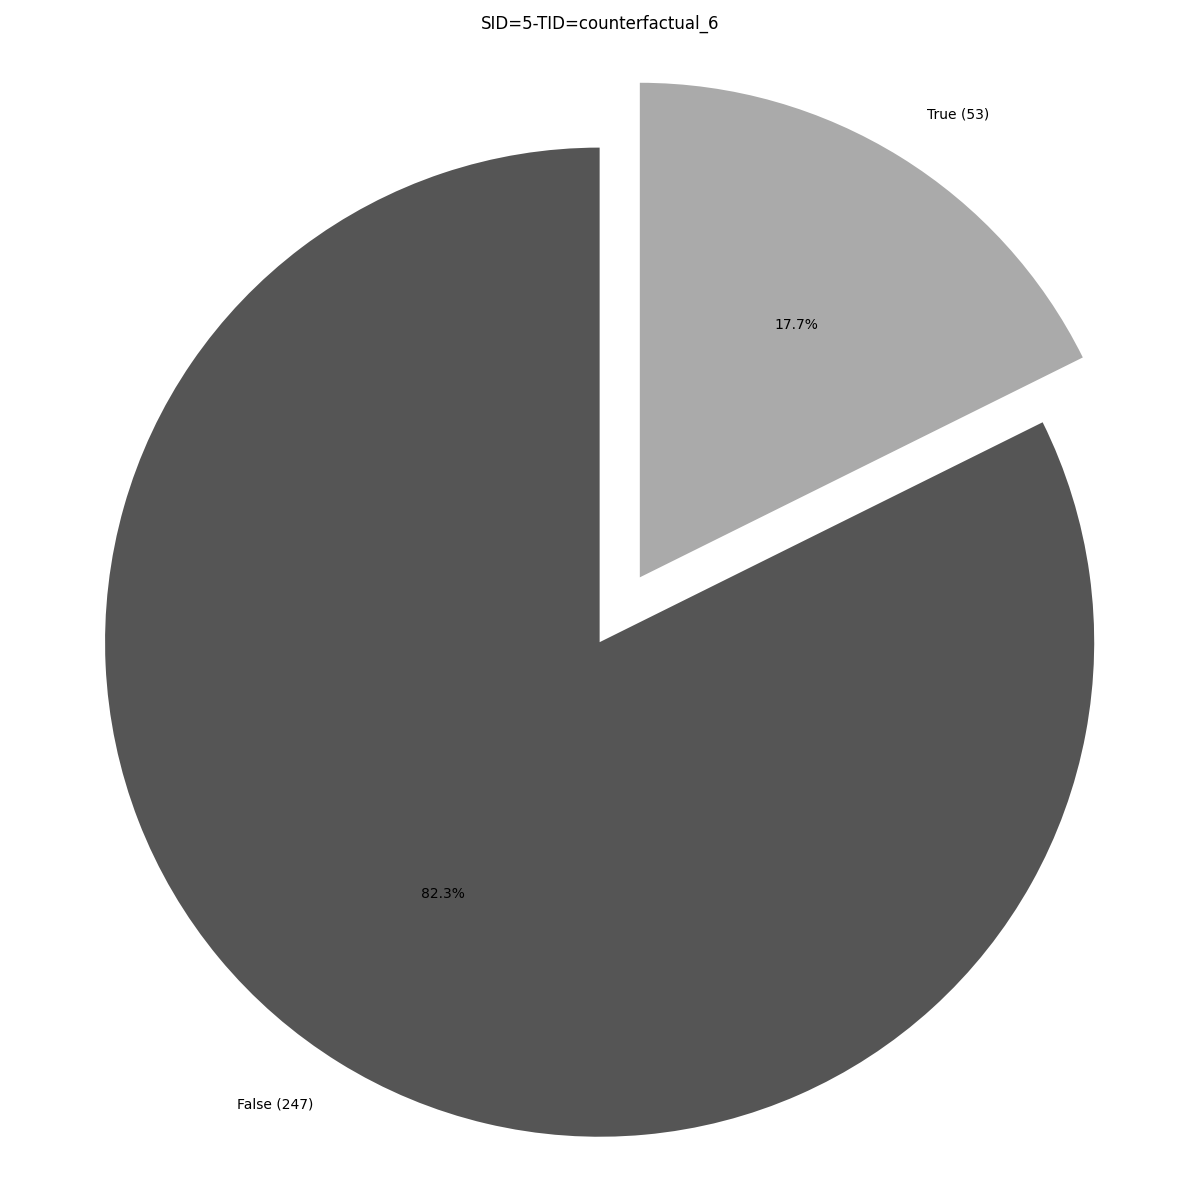 SID=5-TID=counterfactual_6
True (53)
17.7%
82.3%
False (247)